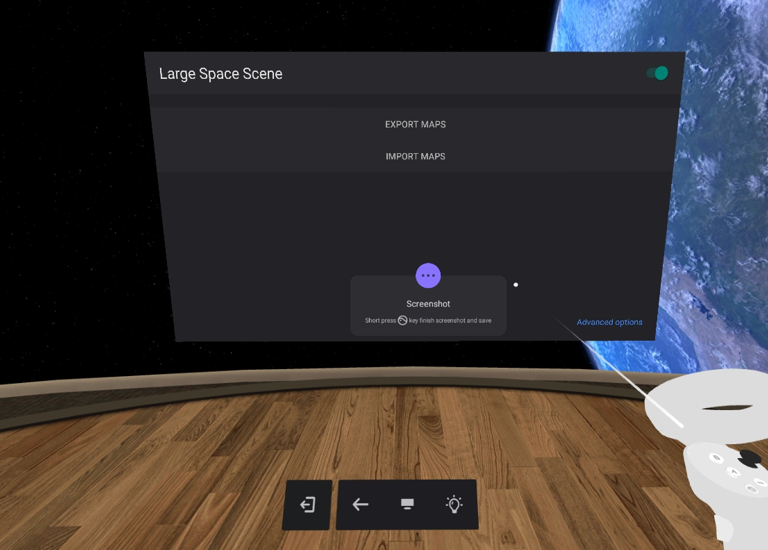 Large Space Scene
EXPORT MAPS
IMPORT MAPS
Screenshot
Short press key finish screenshot and save
Advanced options